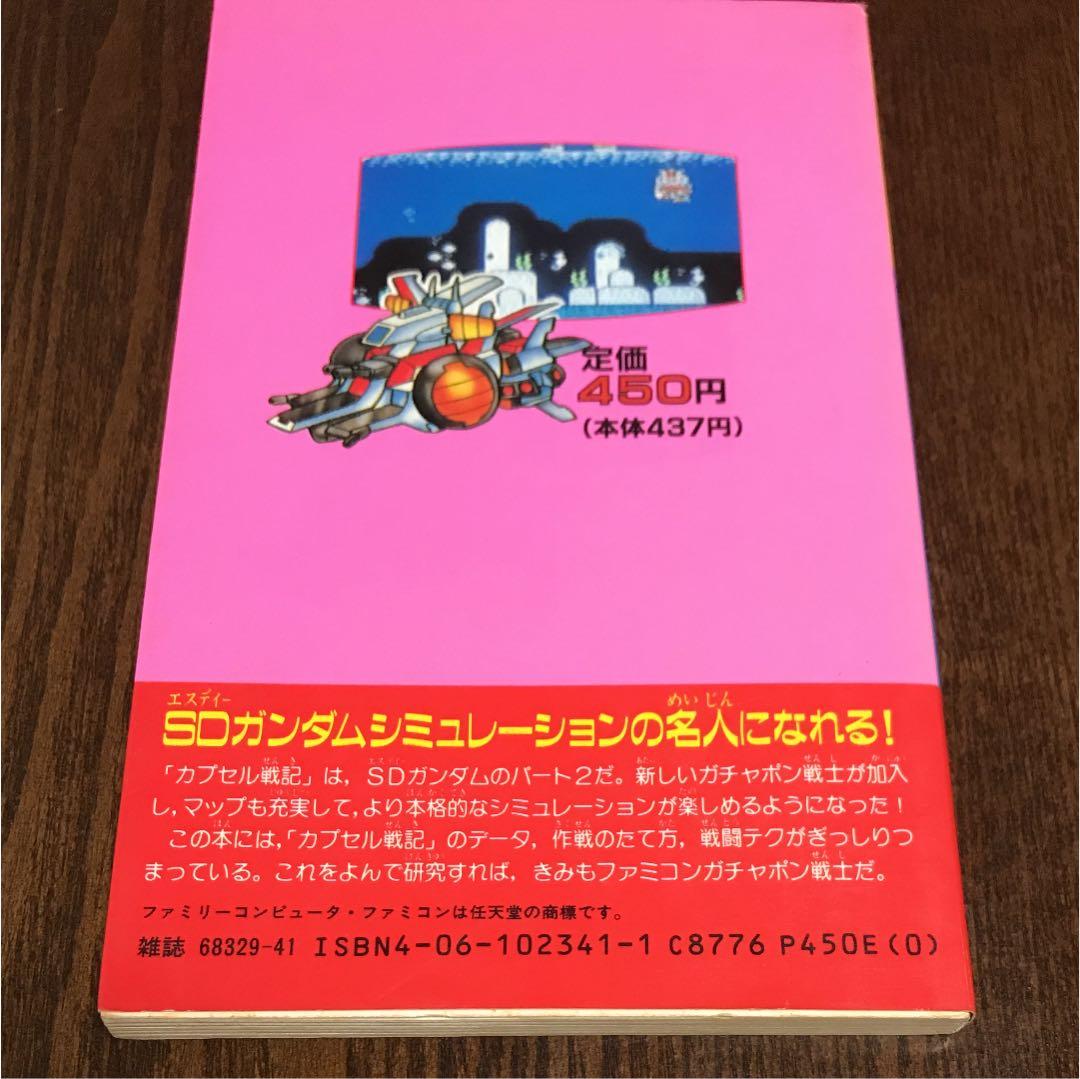 定価
450円
(本体437円)
エスディー めいじん
SDガンダムシミュレーションの名人になれる!
「カプセル戦記」は,SDガンダムのパート2だ。新しいガチャポン戦士が加入
し,マップも充実して,より本格的なシミュレーションが楽しめるようになった!
この本には,「カプセル戦記」のデータ,作戦のたて方,戦闘テクがぎっしりつ
まっている。これをよんで研究すれば,きみもファミコンガチャポン戦士だ。
ファミリーコンピュータ・ファミコンは任天堂の商標です。
雑誌 68329-41 ISBN4-06-102341-1 C8776 P450E(0)